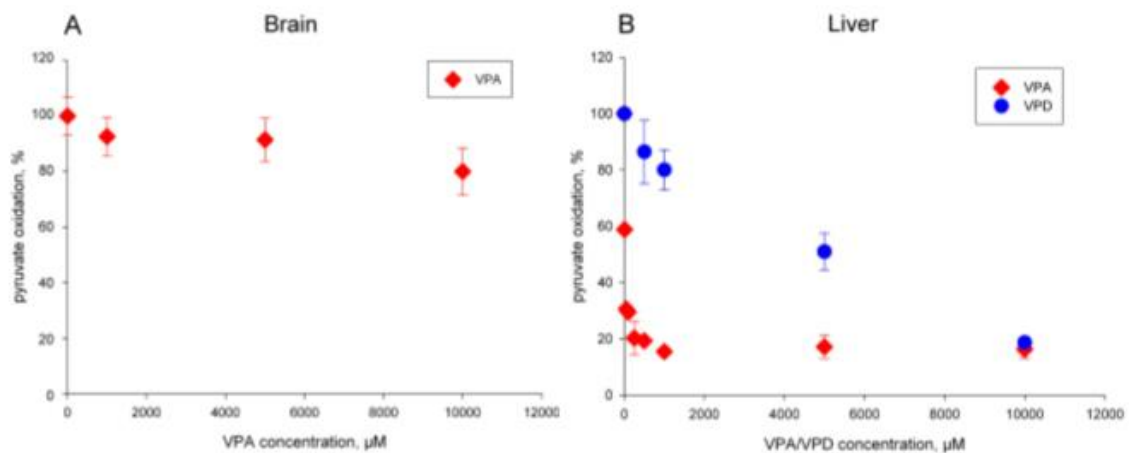 A
Brain
120
100
80
60
40
20
0
pyruvate oxidation, %
VPA
0 2000 4000 6000 8000 10000 12000
VPA concentration, µM
B
Liver
120
100
80
60
40
20
0
pyruvate oxidation, %
VPA
VPD
0 2000 4000 6000 8000 10000 12000
VPA/VPD concentration, µM